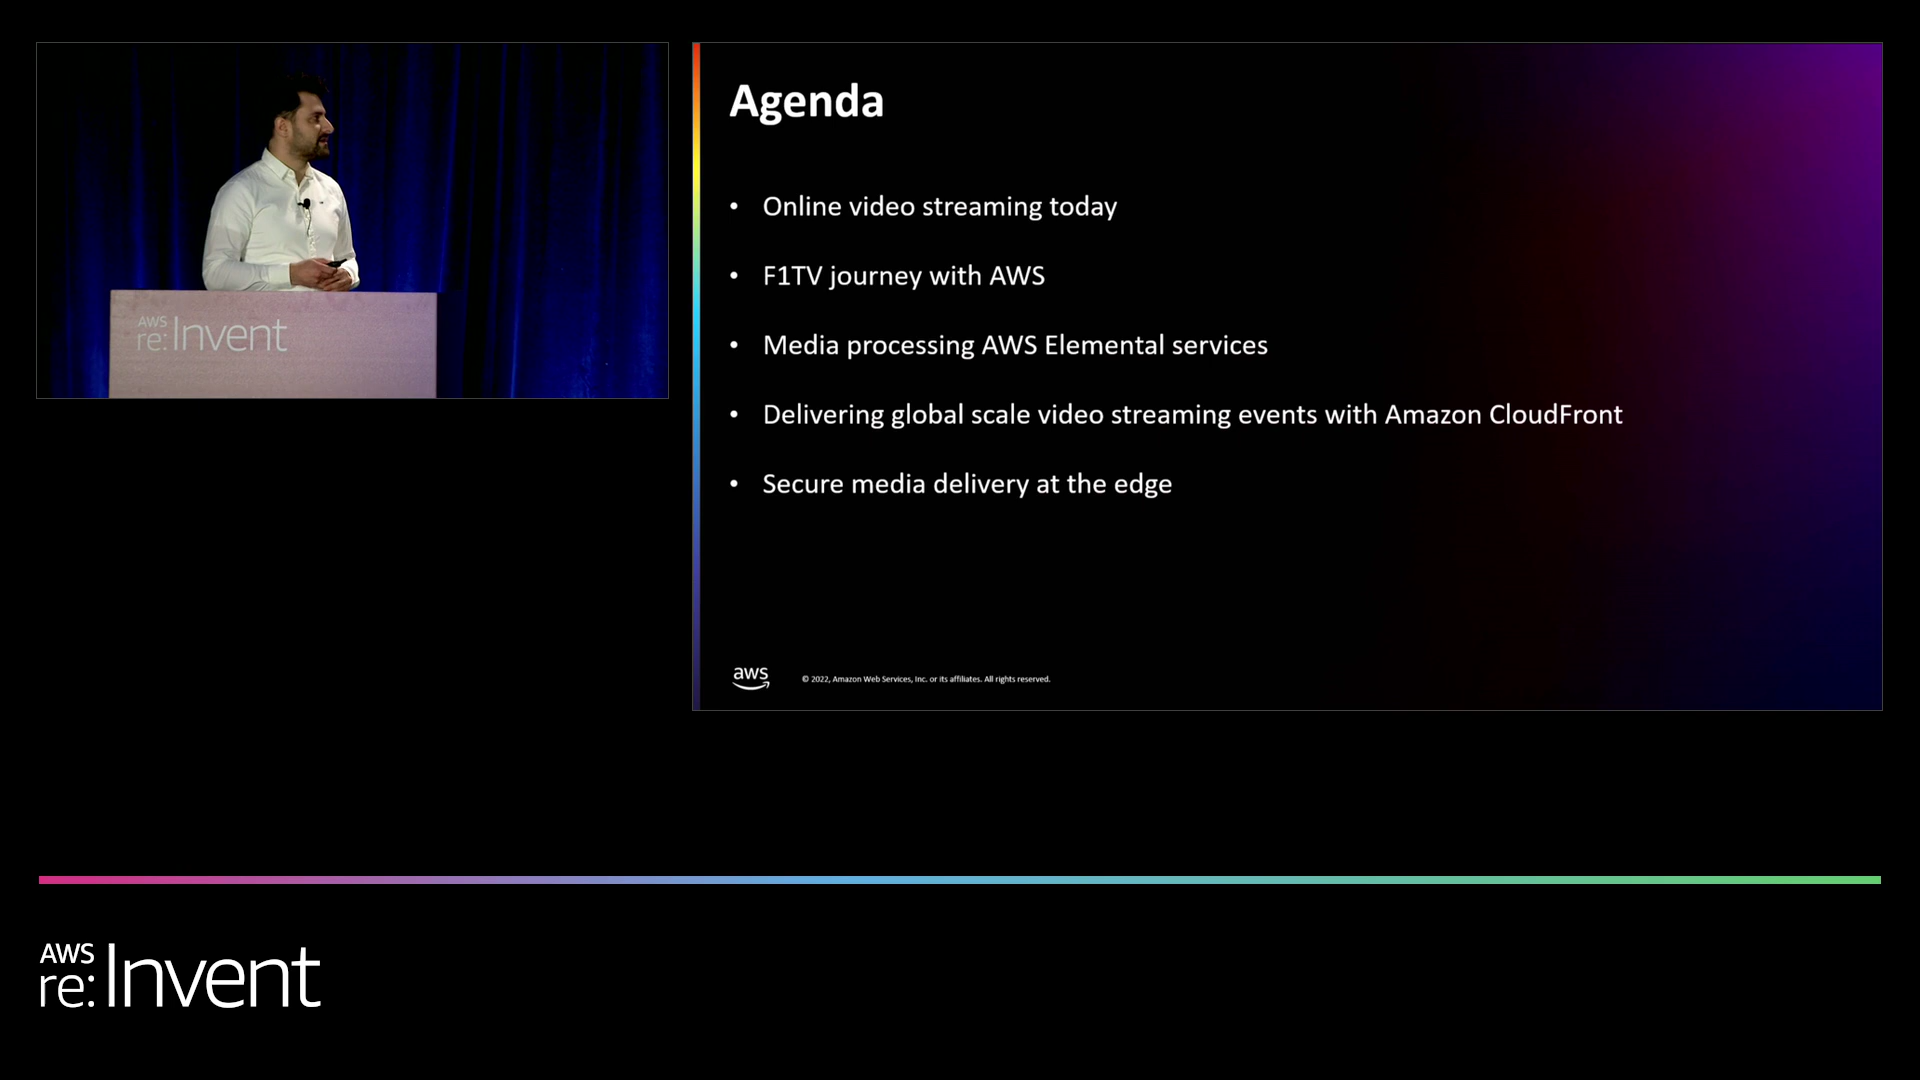 AWS
re:Invent
Agenda
• Online video streaming today
• F1TV journey with AWS
• Media processing AWS Elemental services
• Delivering global scale video streaming events with Amazon CloudFront
• Secure media delivery at the edge
aws
© 2022, Amazon Web Services, Inc. or its affiliates. All rights reserved.
AWS
re:Invent